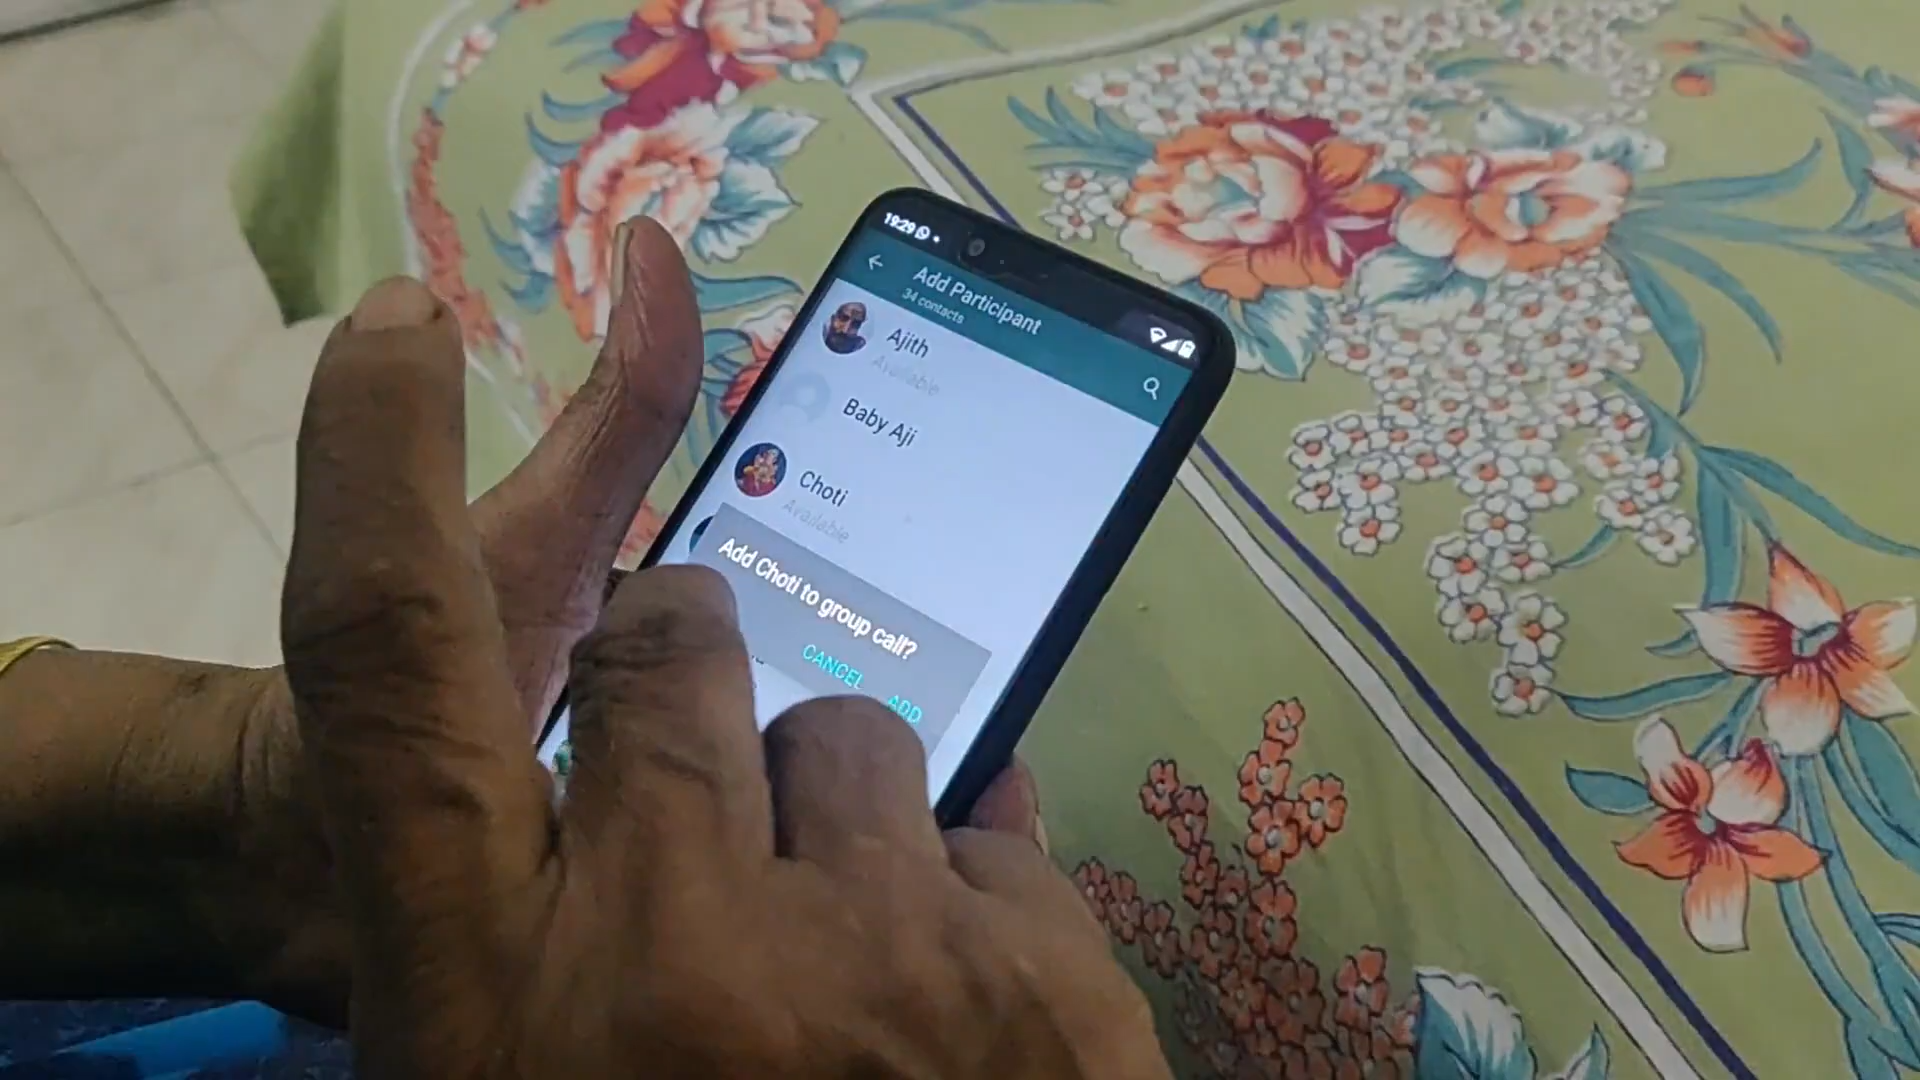 19:29
Add Participant
34 contacts
Ajith
Available
Baby Aji
Choti
Available
Add Choti to group call?
CANCEL
ADD